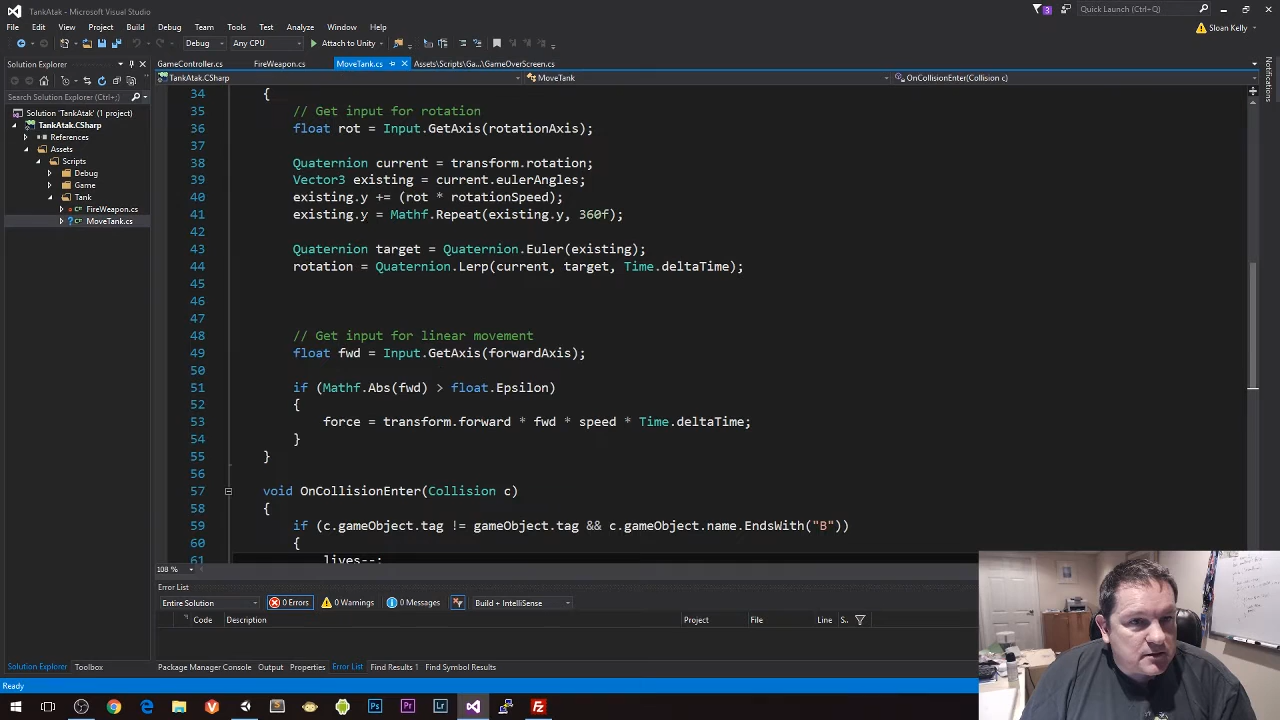 TankAtak - Microsoft Visual Studio
3
Quick Launch (Ctrl+Q)
File Edit View Project Build Debug Team Tools Test Analyze Window Help
Sloan Kelly
Debug Any CPU Attach to Unity
Solution Explorer
GameController.cs FireWeapon.cs MoveTank.cs Assets\Scripts\Ga...\GameOverScreen.cs
TankAtak.CSharp MoveTank OnCollisionEnter(Collision c)
Notifications
Search Solution Explorer (Ctrl+;)
Solution 'TankAtak' (1 project)
TankAtak.CSharp
References
Assets
Scripts
Debug
Game
Tank
FireWeapon.cs
MoveTank.cs
34 {
35 // Get input for rotation
36 float rot = Input.GetAxis(rotationAxis);
37
38 Quaternion current = transform.rotation;
39 Vector3 existing = current.eulerAngles;
40 existing.y += (rot * rotationSpeed);
41 existing.y = Mathf.Repeat(existing.y, 360f);
42
43 Quaternion target = Quaternion.Euler(existing);
44 rotation = Quaternion.Lerp(current, target, Time.deltaTime);
45
46
47
48 // Get input for linear movement
49 float fwd = Input.GetAxis(forwardAxis);
50
51 if (Mathf.Abs(fwd) > float.Epsilon)
52 {
53 force = transform.forward * fwd * speed * Time.deltaTime;
54 }
55 }
56
57 void OnCollisionEnter(Collision c)
58 {
59 if (c.gameObject.tag != gameObject.tag && c.gameObject.name.EndsWith("B"))
60 {
61 lives--;
108 %
Error List
Entire Solution 0 Errors 0 Warnings 0 Messages Build + IntelliSense
Code Description Project File Line S..
Solution Explorer Toolbox Package Manager Console Output Properties Error List Find Results 1 Find Symbol Results
Ready